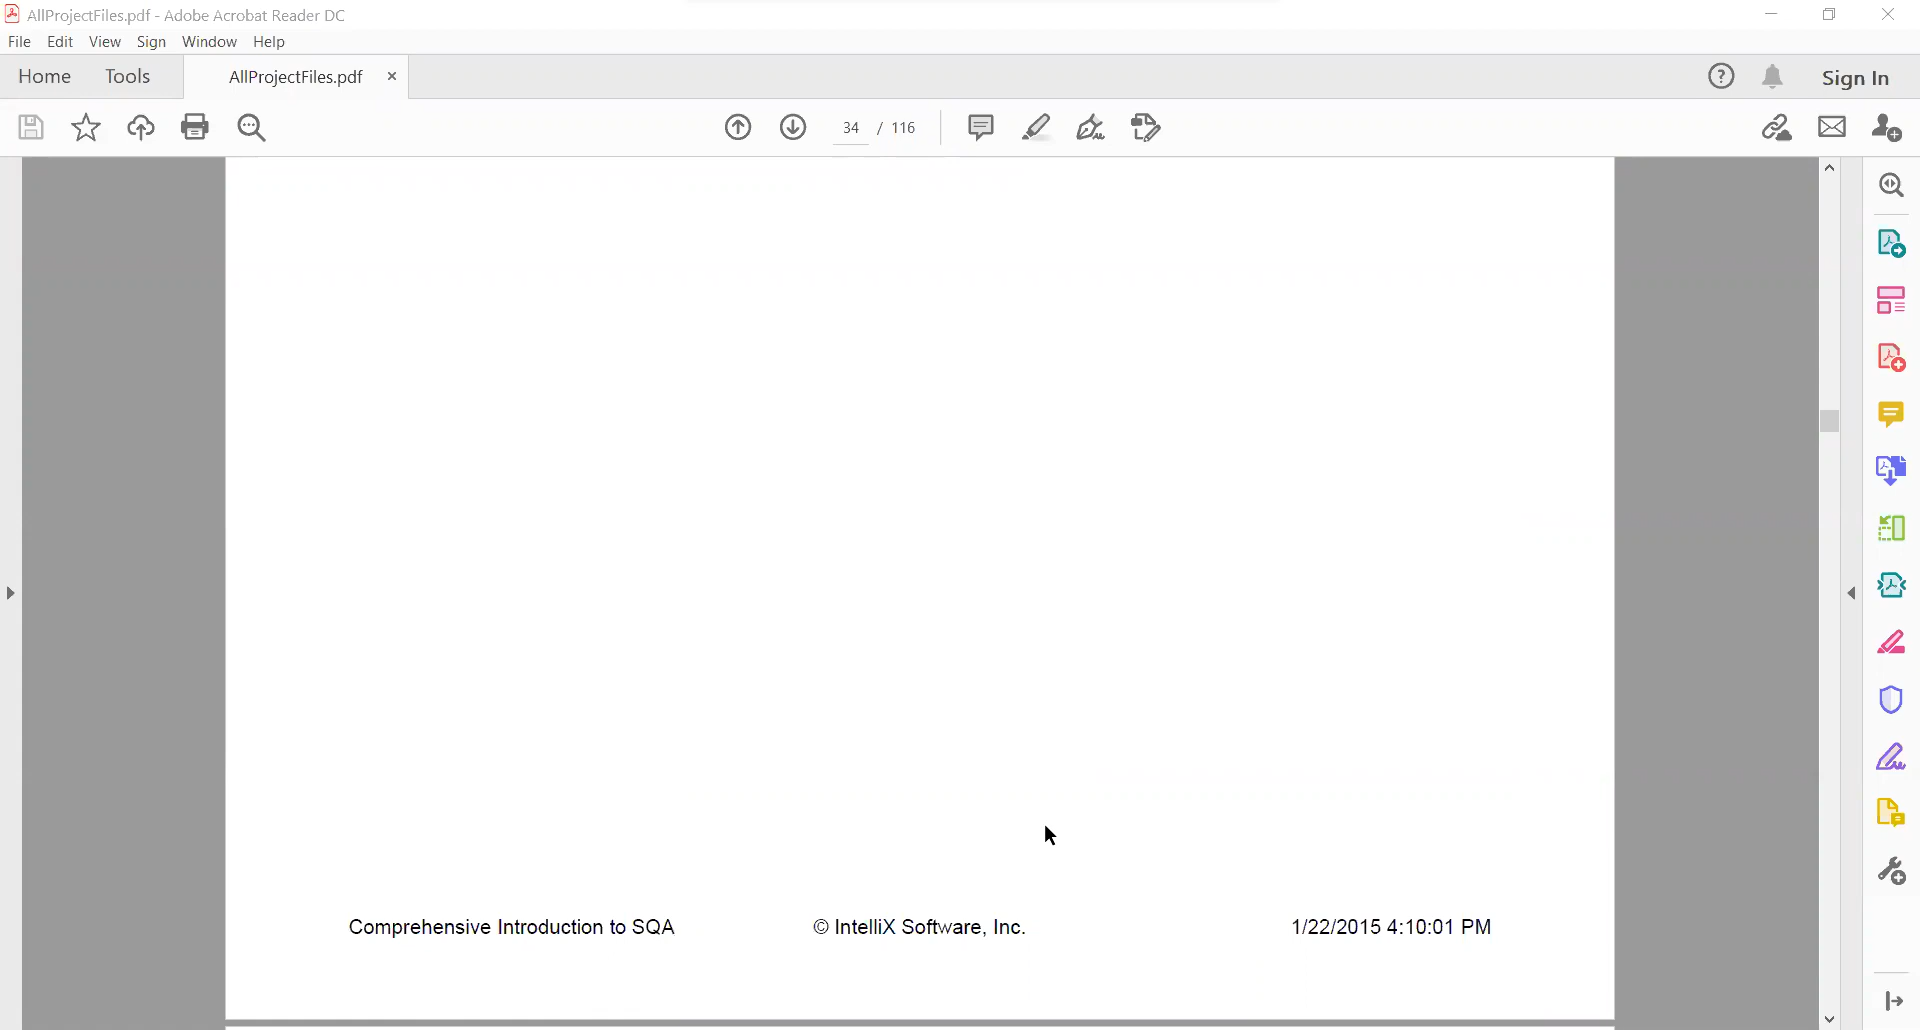 AllProjectFiles.pdf - Adobe Acrobat Reader DC
File Edit View Sign Window Help
Home Tools AllProjectFiles.pdf × Sign In
34 / 116
Comprehensive Introduction to SQA © IntelliX Software, Inc. 1/22/2015 4:10:01 PM